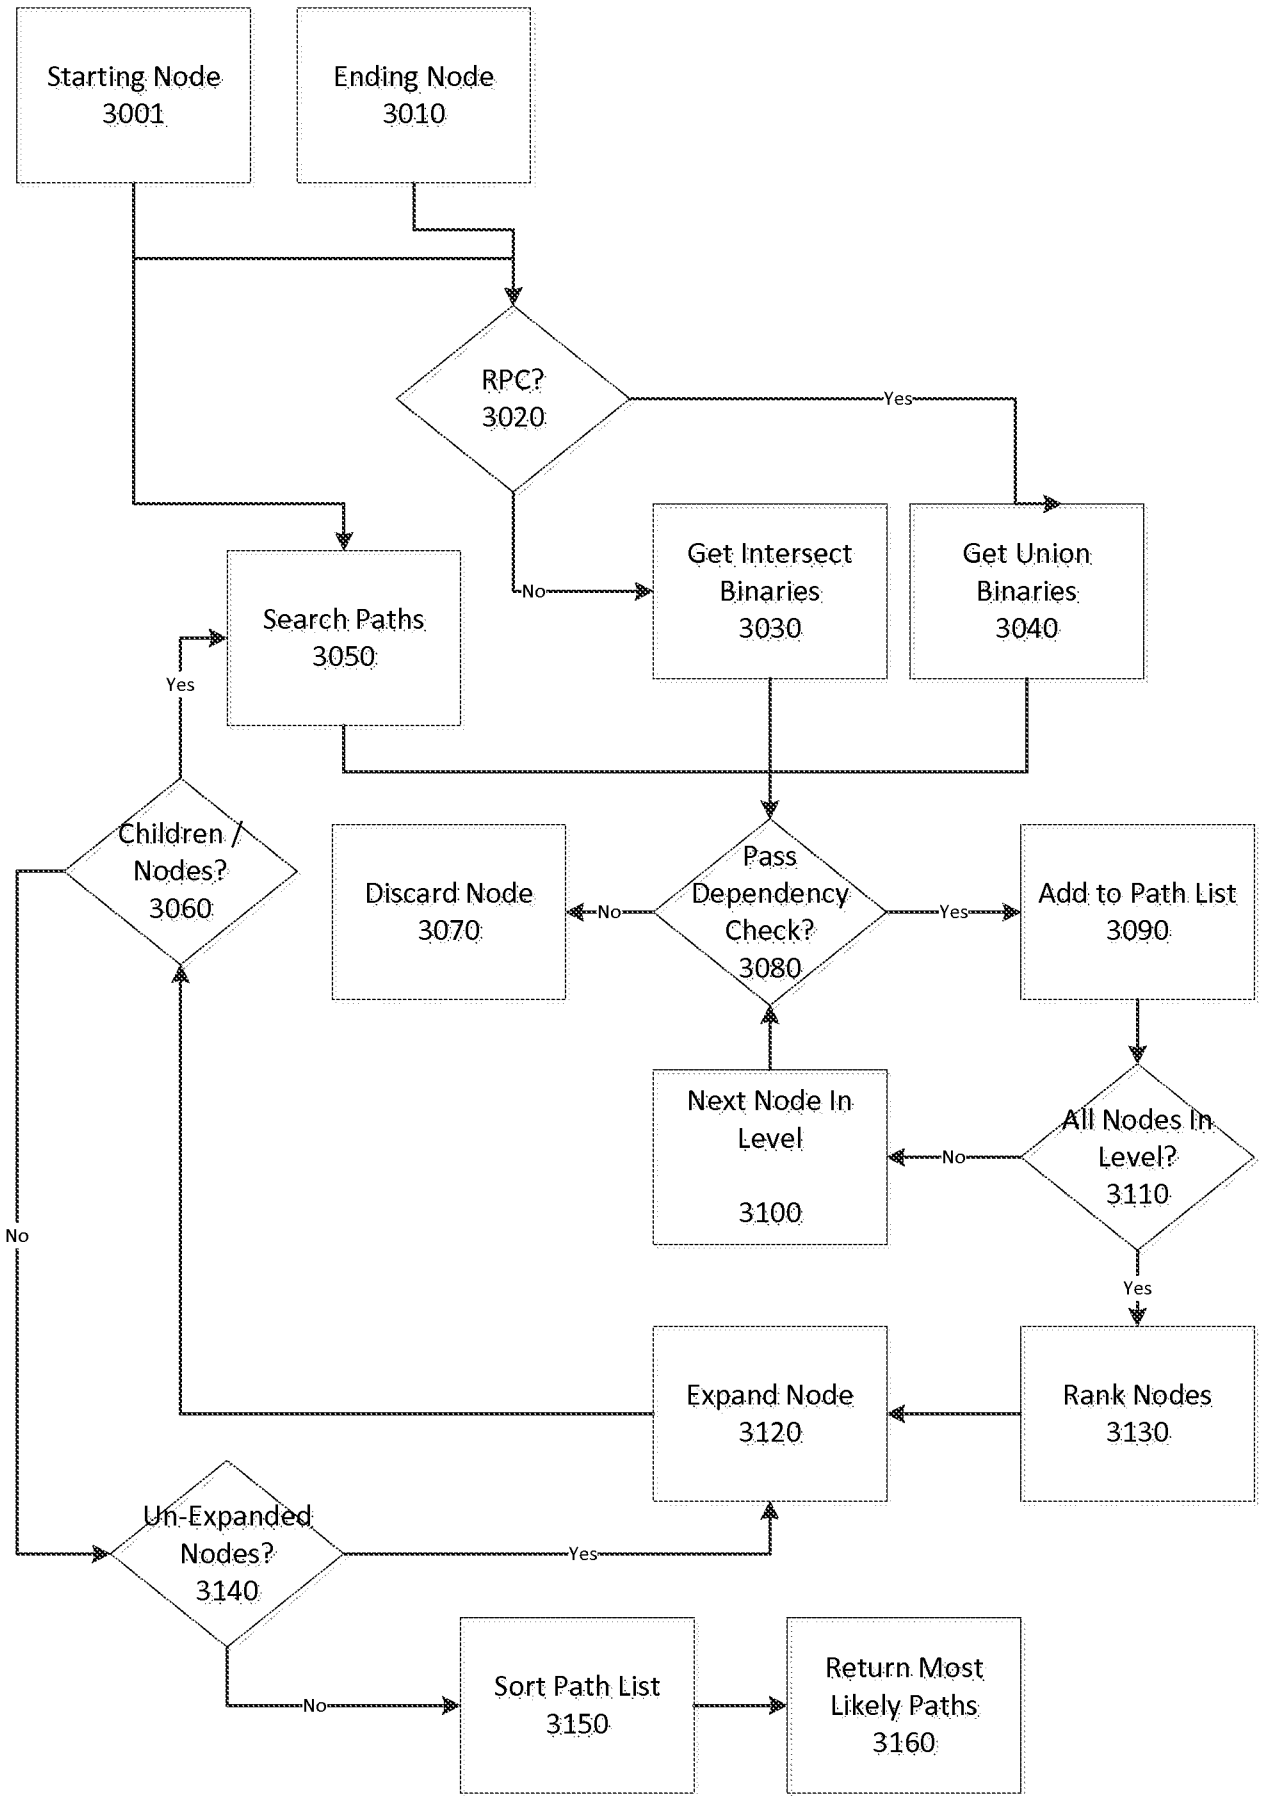 Starting Node
3001
Ending Node
3010
RPC?
3020
Yes
No
Get Intersect
Binaries
3030
Get Union
Binaries
3040
Search Paths
3050
Yes
Children /
Nodes?
3060
Discard Node
3070
No
Pass
Dependency
Check?
3080
Yes
Add to Path List
3090
Next Node In
Level
3100
No
All Nodes In
Level?
3110
No
Yes
Expand Node
3120
Rank Nodes
3130
Un-Expanded
Nodes?
3140
Yes
No
Sort Path List
3150
Return Most
Likely Paths
3160